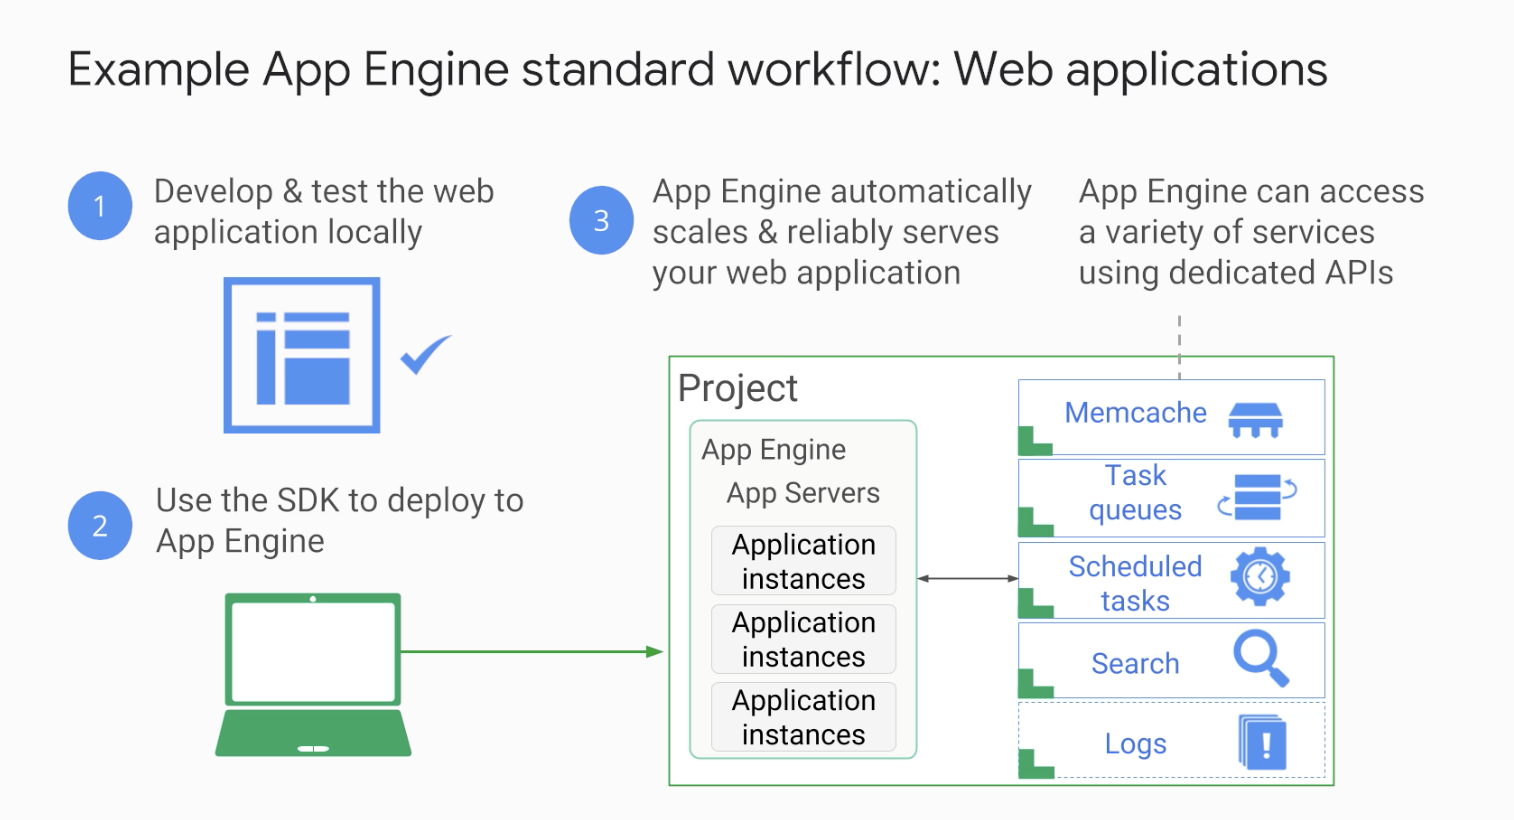 Example App Engine standard workflow: Web applications
1
Develop & test the web
application locally
2
Use the SDK to deploy to
App Engine
3
App Engine automatically
scales & reliably serves
your web application
App Engine can access
a variety of services
using dedicated APIs
Project
App Engine
App Servers
Application
instances
Application
instances
Application
instances
Memcache
Task
queues
Scheduled
tasks
Search
Logs